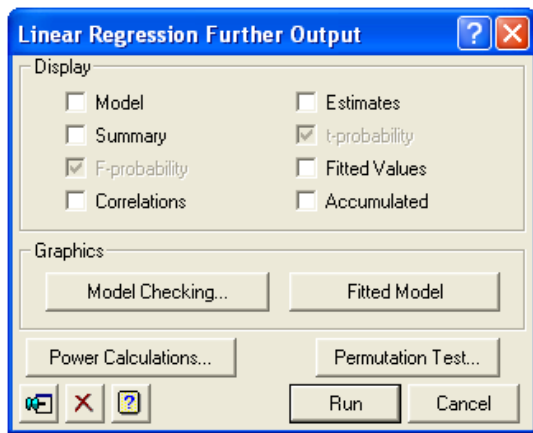 Linear Regression Further Output
Display
Model
Estimates
Summary
t-probability
F-probability
Fitted Values
Correlations
Accumulated
Graphics
Model Checking...
Fitted Model
Power Calculations...
Permutation Test...
Run
Cancel